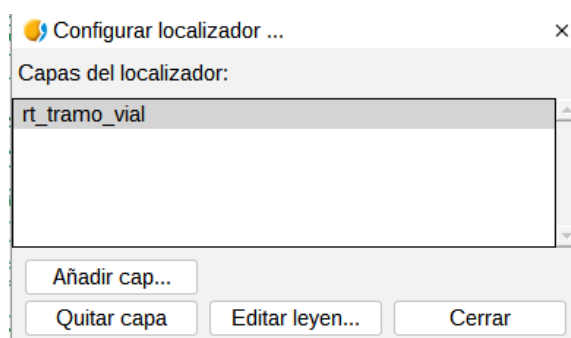 Configurar localizador ...
Capas del localizador:
rt_tramo_vial
Añadir cap...
Quitar capa Editar leyen... Cerrar